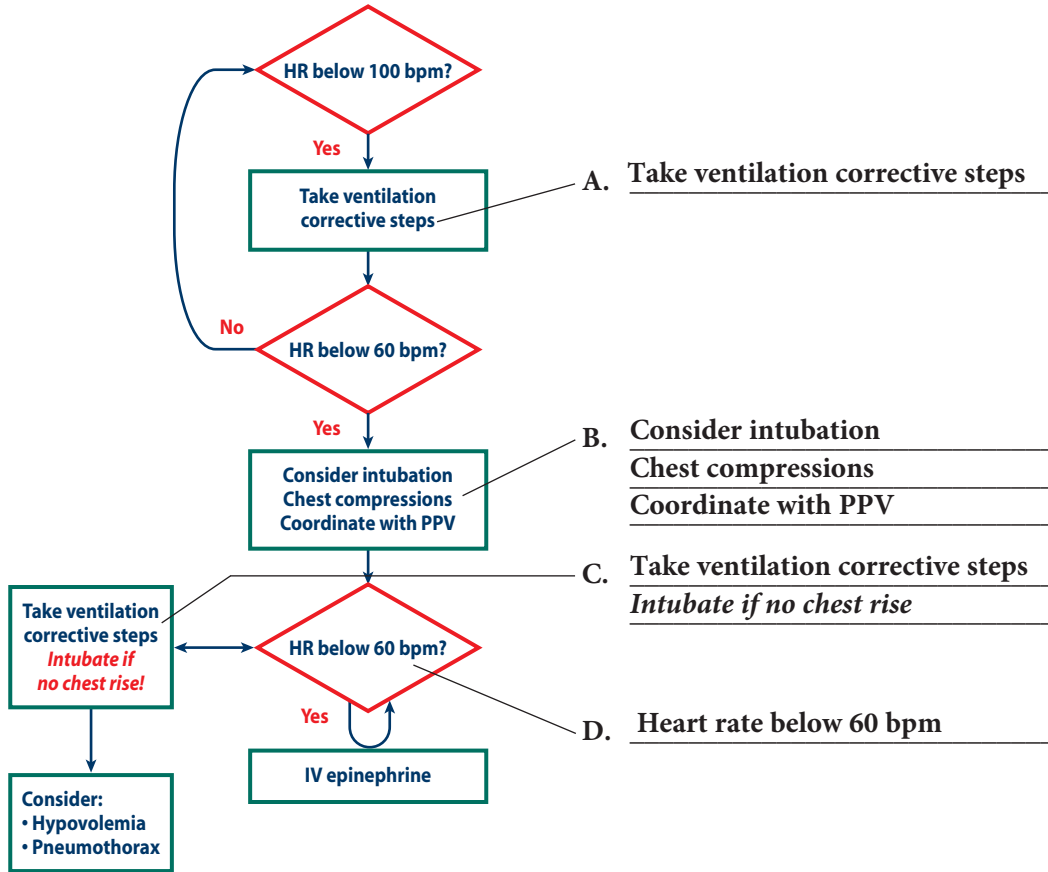 HR below 100 bpm?
Yes
Take ventilation
corrective steps
A. Take ventilation corrective steps
No
HR below 60 bpm?
Yes
Consider intubation
Chest compressions
Coordinate with PPV
B. Consider intubation
Chest compressions
Coordinate with PPV
C. Take ventilation corrective steps
Intubate if no chest rise
Take ventilation
corrective steps
Intubate if
no chest rise!
HR below 60 bpm?
Yes
D. Heart rate below 60 bpm
IV epinephrine
Consider:
• Hypovolemia
• Pneumothorax